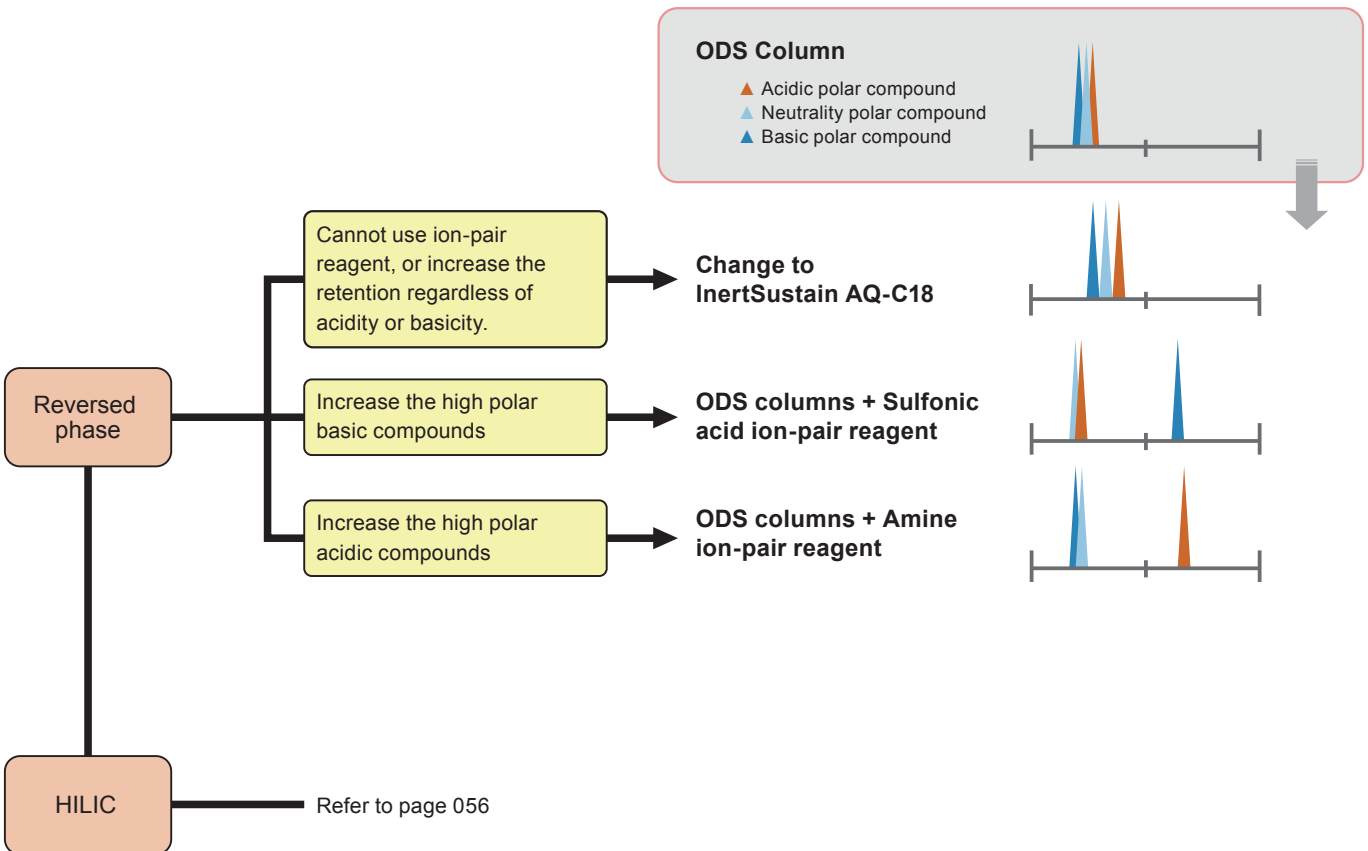 ODS Column
Acidic polar compound
Neutrality polar compound
Basic polar compound
Cannot use ion-pair
reagent, or increase the
retention regardless of
acidity or basicity.
Change to
InertSustain AQ-C18
Reversed
phase
Increase the high polar
basic compounds
ODS columns + Sulfonic
acid ion-pair reagent
Increase the high polar
acidic compounds
ODS columns + Amine
ion-pair reagent
HILIC
Refer to page 056